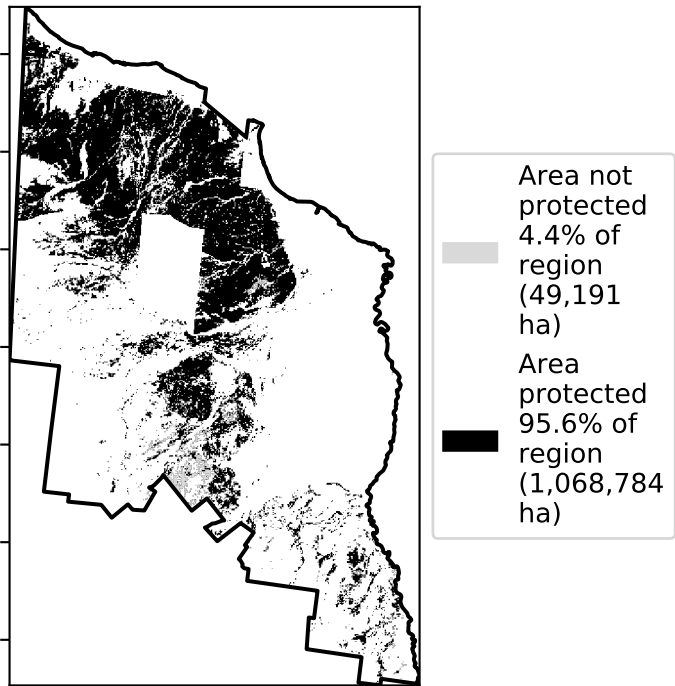 Area not
protected
4.4% of
region
(49,191
ha)
Area
protected
95.6% of
region
(1,068,784
ha)